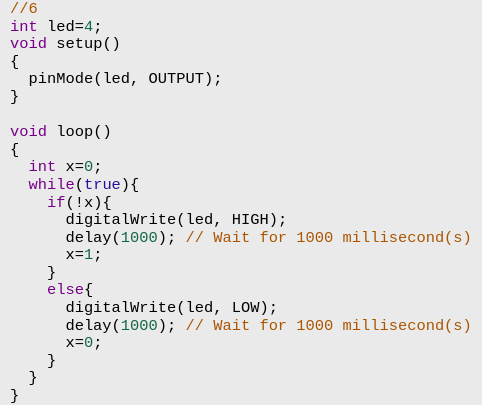 //6
int led=4;
void setup()
{
  pinMode(led, OUTPUT);
}

void loop()
{
  int x=0;
  while(true){
    if(!x){
      digitalWrite(led, HIGH);
      delay(1000); // Wait for 1000 millisecond(s)
      x=1;
    }
    else{
      digitalWrite(led, LOW);
      delay(1000); // Wait for 1000 millisecond(s)
      x=0;
    }
  }
}